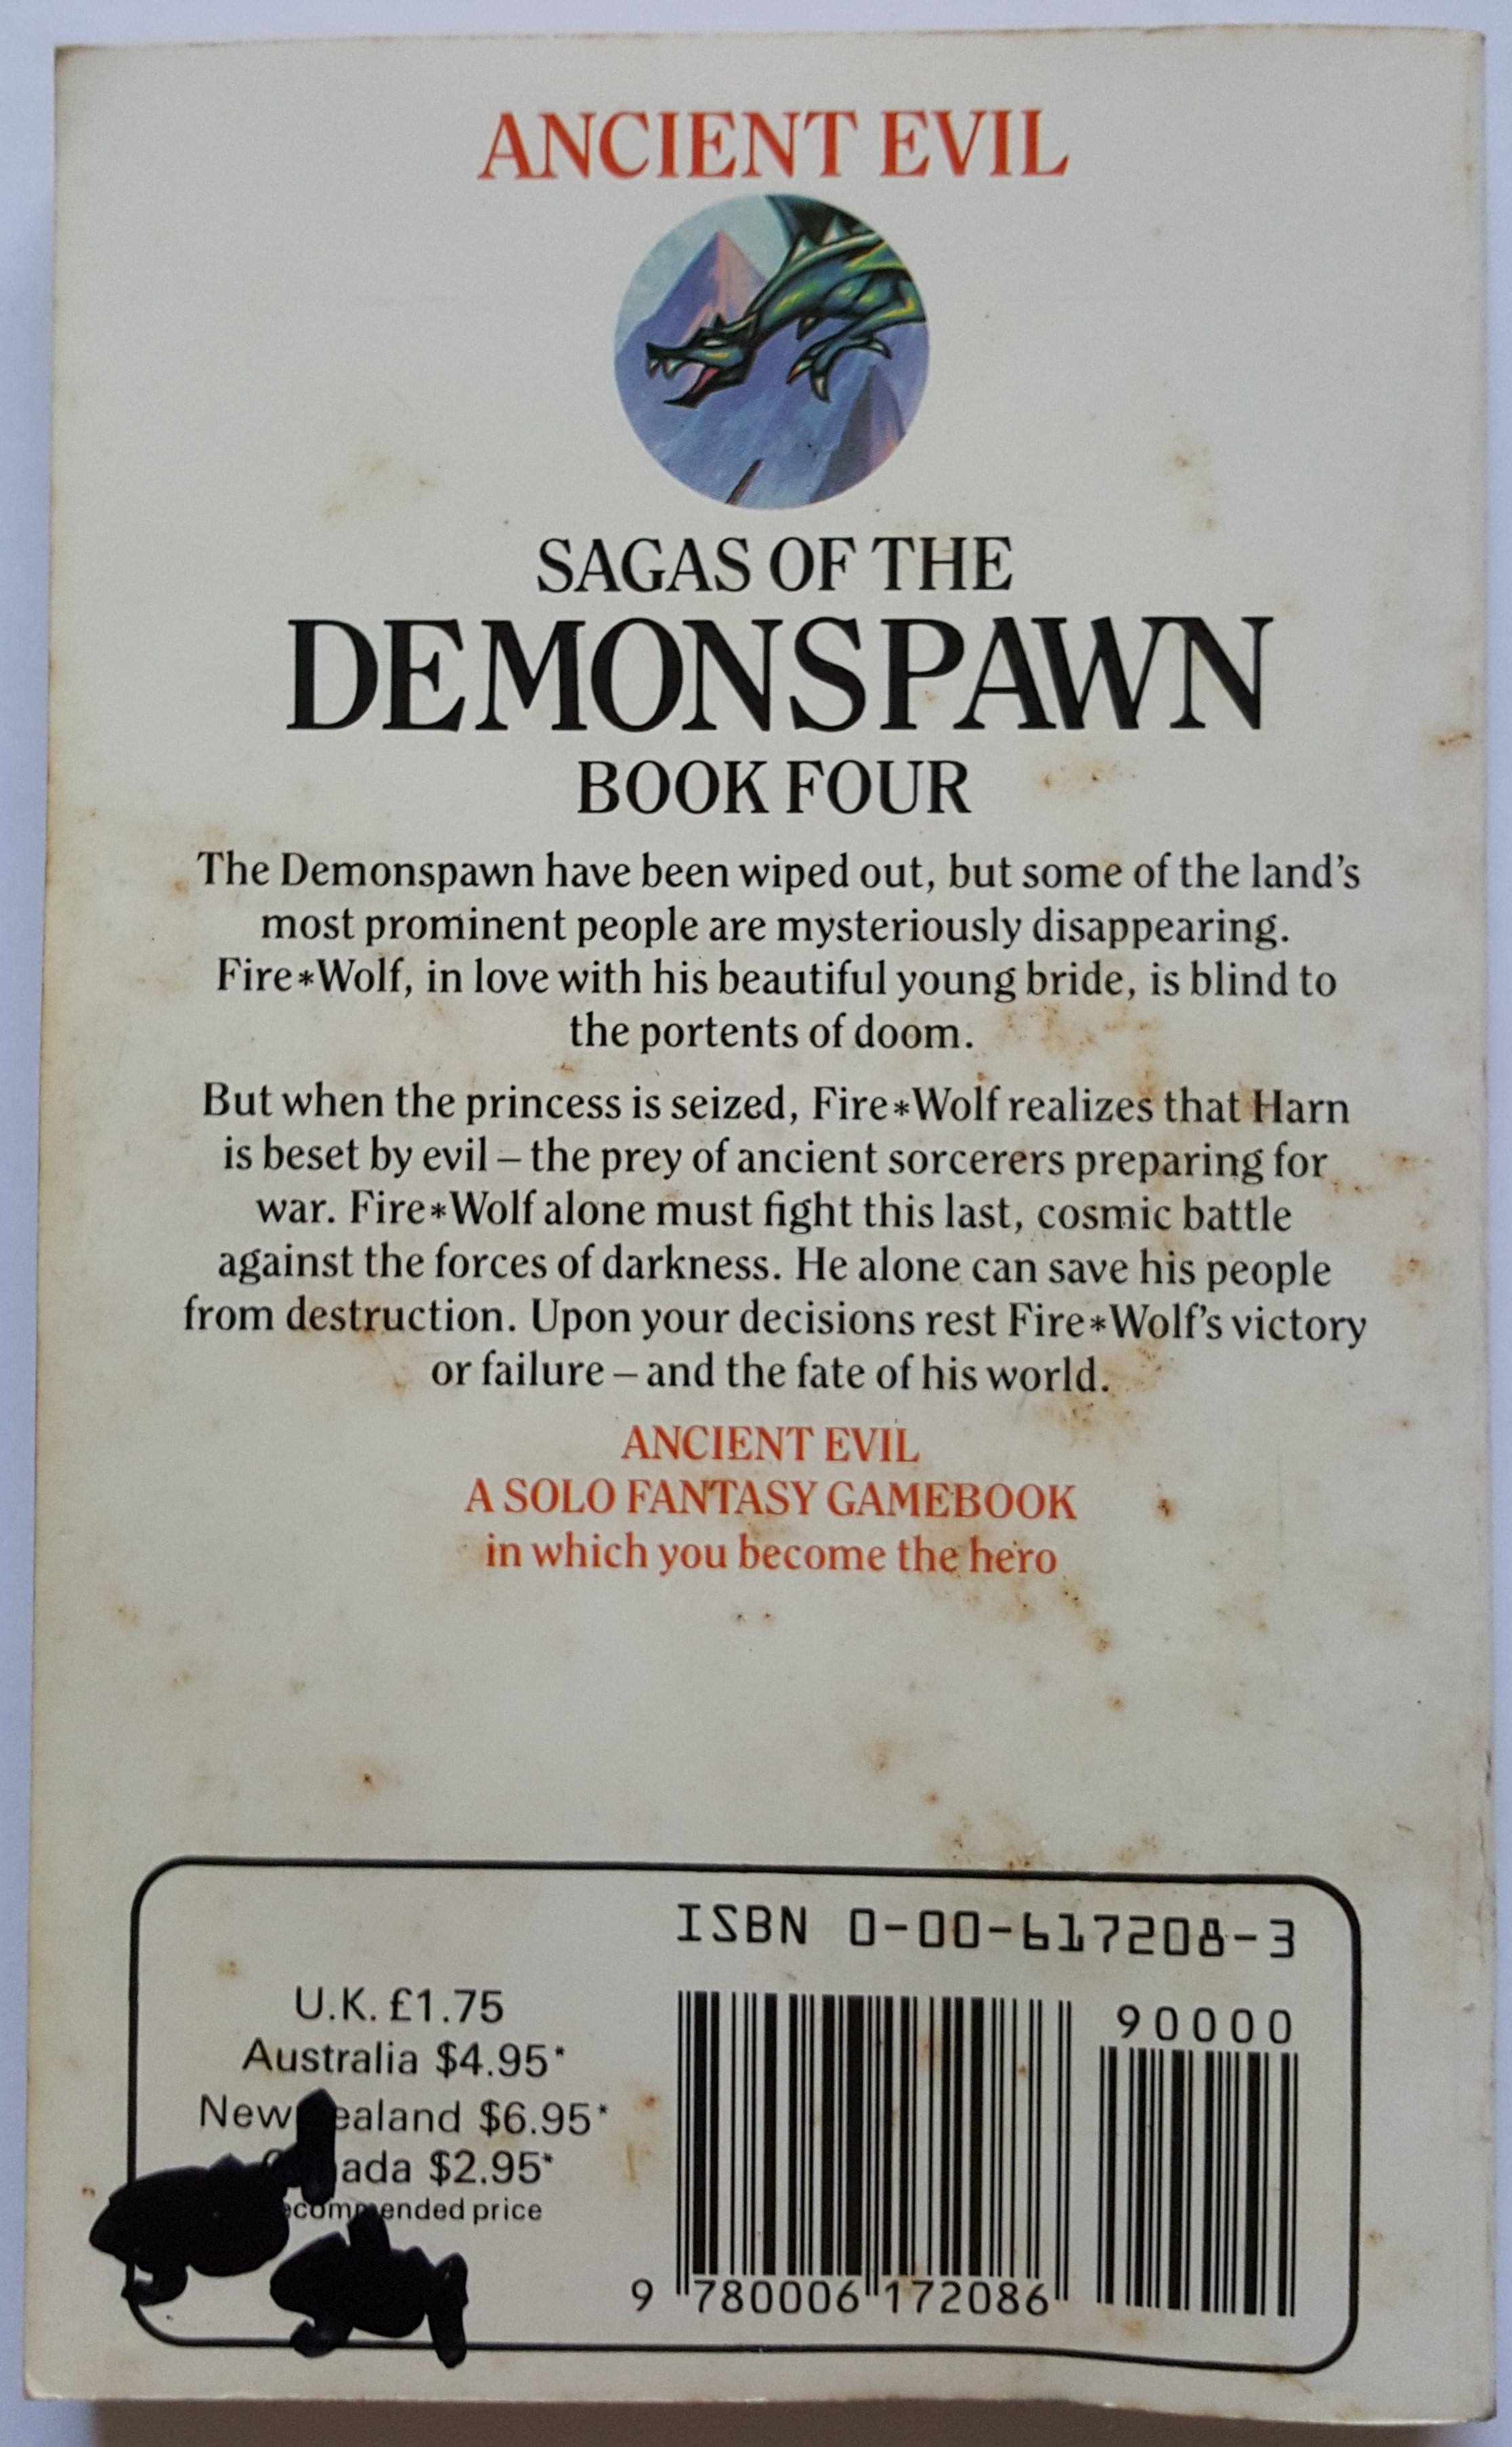 ANCIENT EVIL
SAGAS OF THE
DEMONSPAWN
BOOK FOUR
The Demonspawn have been wiped out, but some of the land's
most prominent people are mysteriously disappearing.
Fire*Wolf, in love with his beautiful young bride, is blind to
the portents of doom.
But when the princess is seized, Fire*Wolf realizes that Harn
is beset by evil – the prey of ancient sorcerers preparing for
war. Fire*Wolf alone must fight this last, cosmic battle
against the forces of darkness. He alone can save his people
from destruction. Upon your decisions rest Fire*Wolf's victory
or failure – and the fate of his world.
ANCIENT EVIL
A SOLO FANTASY GAMEBOOK
in which you become the hero
ISBN 0-00-617208-3
U.K. £1.75
Australia $4.95*
New ealand $6.95*
ada $2.95*
ecommended price
90000
9 780006 172086